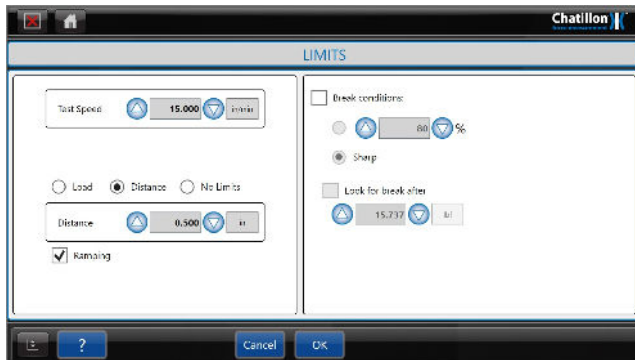 Chatillon
LIMITS
Test Speed 15.000 in/min
Load Distance No Limits
Distance 0.500 in
Ramping
Break conditions:
80 %
Sharp
Look for break after
15.737 lbf
? Cancel OK